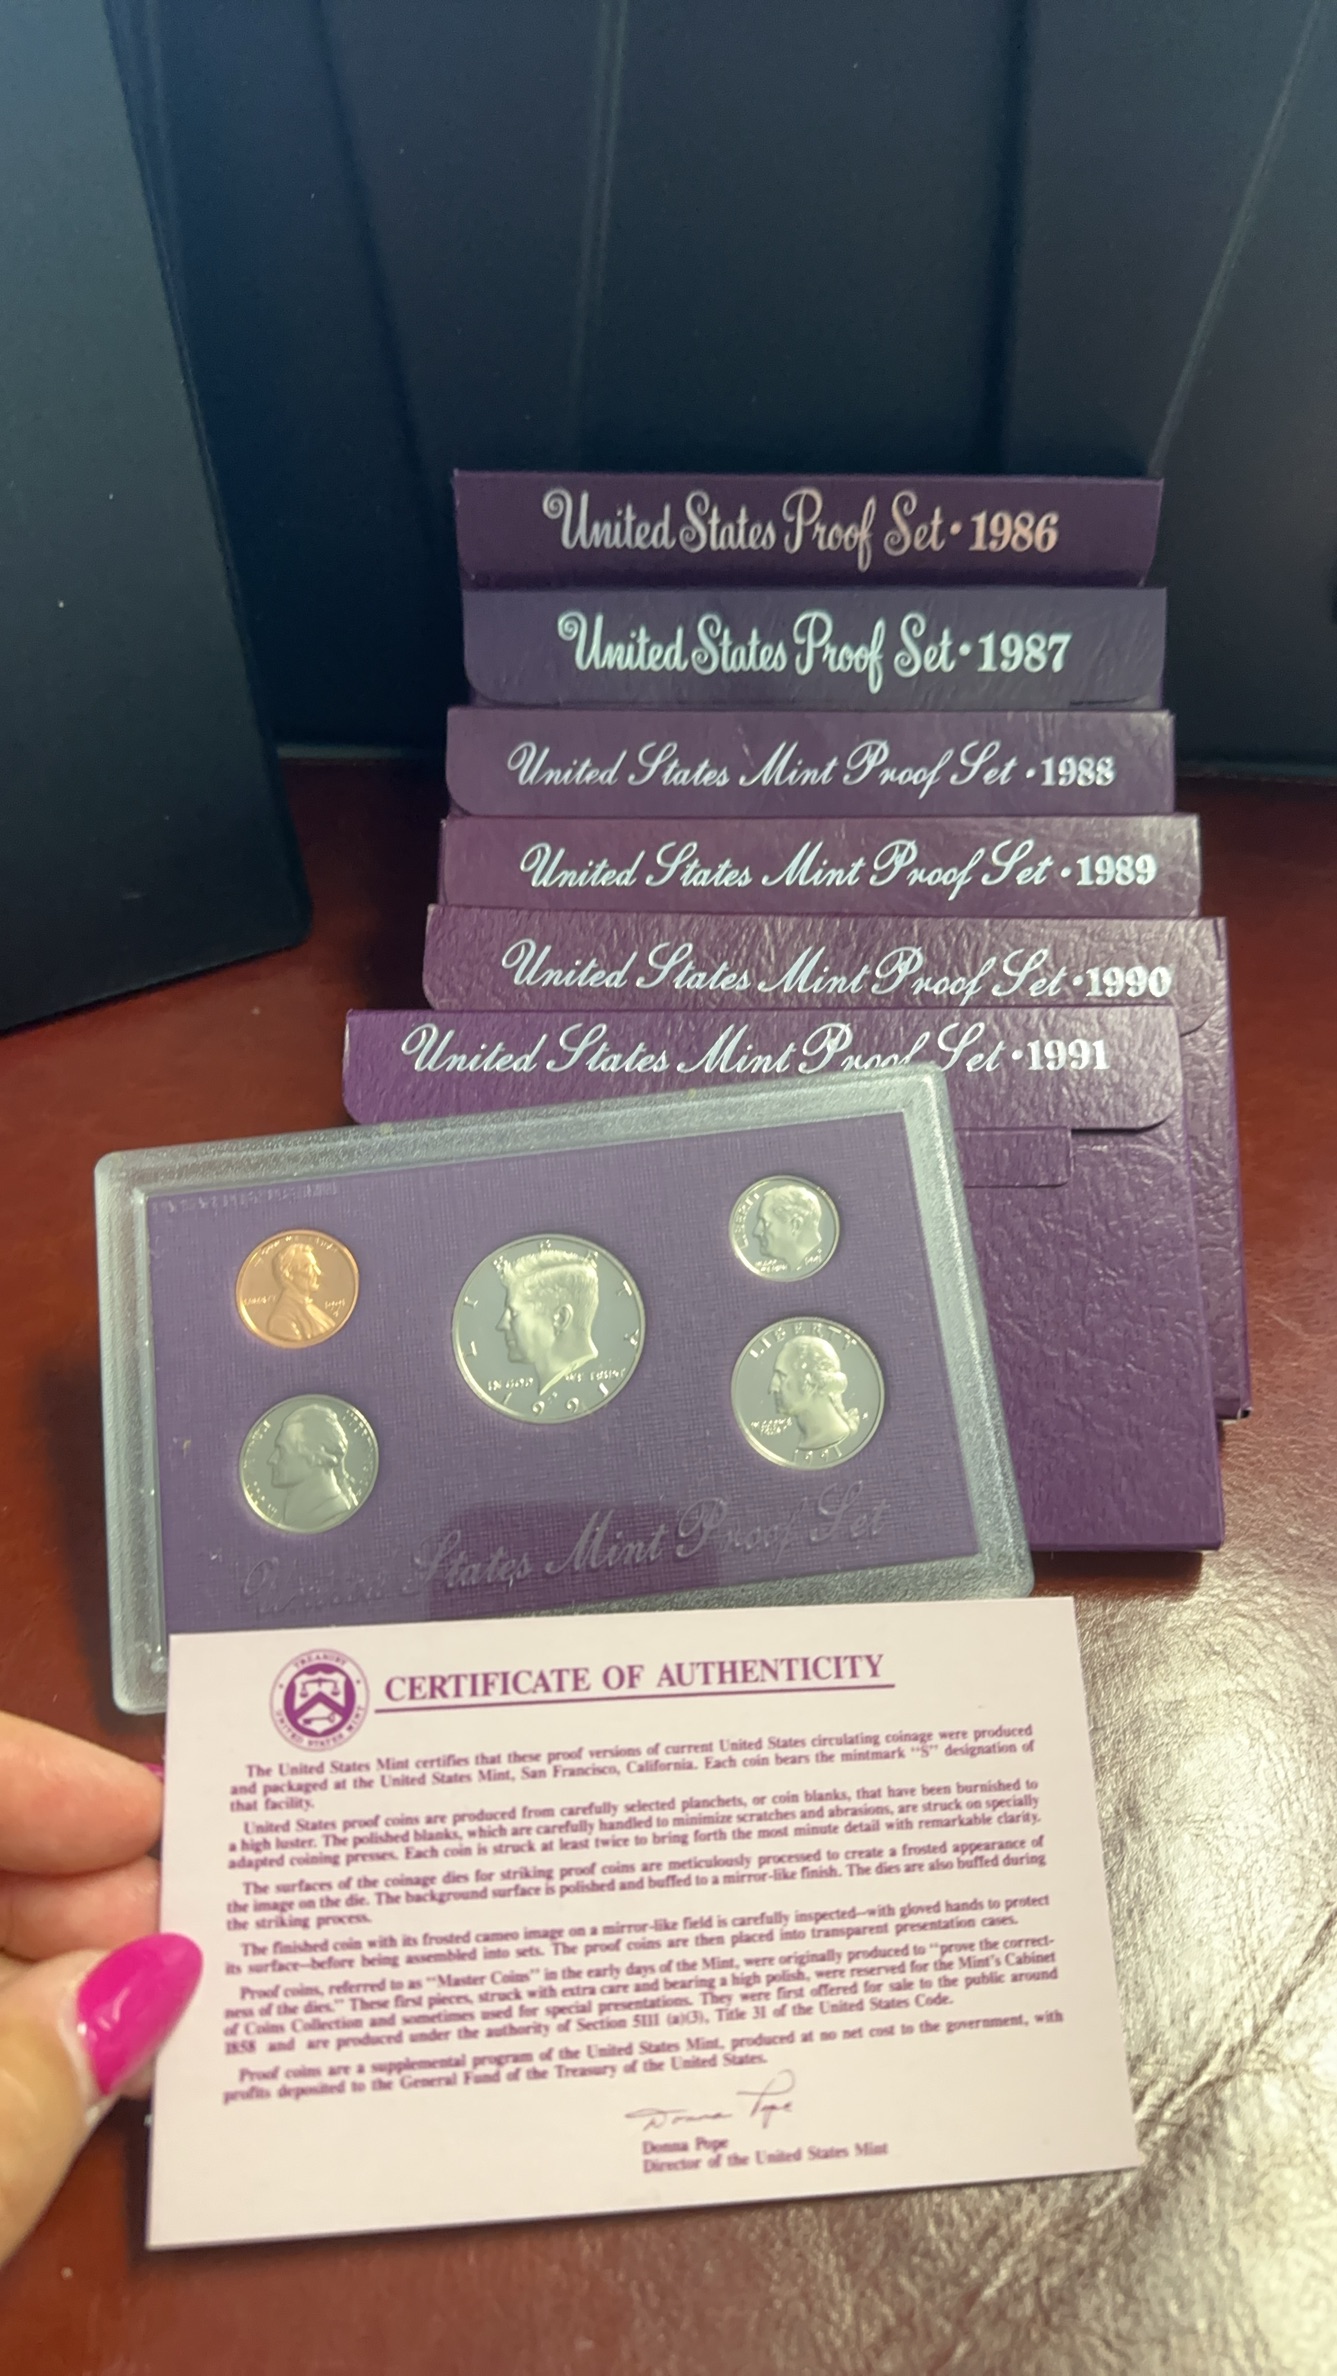 United States Proof Set · 1986
United States Proof Set · 1987
United States Mint Proof Set · 1988
United States Mint Proof Set · 1989
United States Mint Proof Set · 1990
United States Mint Proof Set · 1991
LIBERTY
IN GOD WE TRUST
1991
LIBERTY
1991
United States Mint Proof Set
CERTIFICATE OF AUTHENTICITY
The United States Mint certifies that these proof versions of current United States circulating coinage were produced
and packaged at the United States Mint, San Francisco, California. Each coin bears the mintmark "S" designation of
that facility.
United States proof coins are produced from carefully selected planchets, or coin blanks, that have been burnished to
a high luster. The polished blanks, which are carefully handled to minimize scratches and abrasions, are struck on specially
adapted coining presses. Each coin is struck at least twice to bring forth the most minute detail with remarkable clarity.
The surfaces of the coinage dies for striking proof coins are meticulously processed to create a frosted appearance of
the image on the die. The background surface is polished and buffed to a mirror-like finish. The dies are also buffed during
the striking process.
The finished coin with its frosted cameo image on a mirror-like field is carefully inspected—with gloved hands to protect
its surface—before being assembled into sets. The proof coins are then placed into transparent presentation cases.
Proof coins, referred to as "Master Coins" in the early days of the Mint, were originally produced to "prove the correct-
ness of the dies." These first pieces, struck with extra care and bearing a high polish, were reserved for the Mint's Cabinet
of Coins Collection and sometimes used for special presentations. They were first offered for sale to the public around
1858 and are produced under the authority of Section 5111 (a)(3), Title 31 of the United States Code.
Proof coins are a supplemental program of the United States Mint, produced at no net cost to the government, with
profits deposited to the General Fund of the Treasury of the United States.
Donna Pope
Donna Pope
Director of the United States Mint